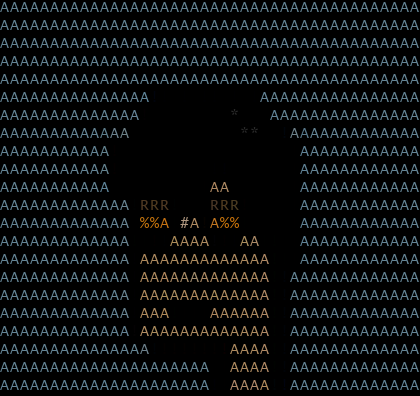 AAAAAAAAAAAAAAAAAAAAAAAAAAAAAAAAAAAAAAAAAA
AAAAAAAAAAAAAAAAAAAAAAAAAAAAAAAAAAAAAAAAAA
AAAAAAAAAAAAAAAAAAAAAAAAAAAAAAAAAAAAAAAAAA
AAAAAAAAAAAAAAAAAAAAAAAAAAAAAAAAAAAAAAAAAA
AAAAAAAAAAAAAAAAAAAAAAAAAAAAAAAAAAAAAAAAAA
AAAAAAAAAAAAAAA           AAAAAAAAAAAAAAAA
AAAAAAAAAAAAAA         *   AAAAAAAAAAAAAAA
AAAAAAAAAAAAA           **   AAAAAAAAAAAAA
AAAAAAAAAAA                   AAAAAAAAAAAA
AAAAAAAAAAA                   AAAAAAAAAAAA
AAAAAAAAAAA          AA       AAAAAAAAAAAA
AAAAAAAAAAAAA RRR    RRR      AAAAAAAAAAAA
AAAAAAAAAAAAA %%A #A A%%      AAAAAAAAAAAA
AAAAAAAAAAAAA    AAAA   AA    AAAAAAAAAAAA
AAAAAAAAAAAAA AAAAAAAAAAAAA   AAAAAAAAAAAA
AAAAAAAAAAAAA AAAAAAAAAAAAA  AAAAAAAAAAAAA
AAAAAAAAAAAAA AAAAAAAAAAAAA  AAAAAAAAAAAAA
AAAAAAAAAAAAA AAA    AAAAAA  AAAAAAAAAAAAA
AAAAAAAAAAAAA AAAAAAAAAAAAA  AAAAAAAAAAAAA
AAAAAAAAAAAAAAA        AAAA  AAAAAAAAAAAAA
AAAAAAAAAAAAAAAAAAAAA  AAAA  AAAAAAAAAAAAA
AAAAAAAAAAAAAAAAAAAAA  AAAA  AAAAAAAAAAAAA